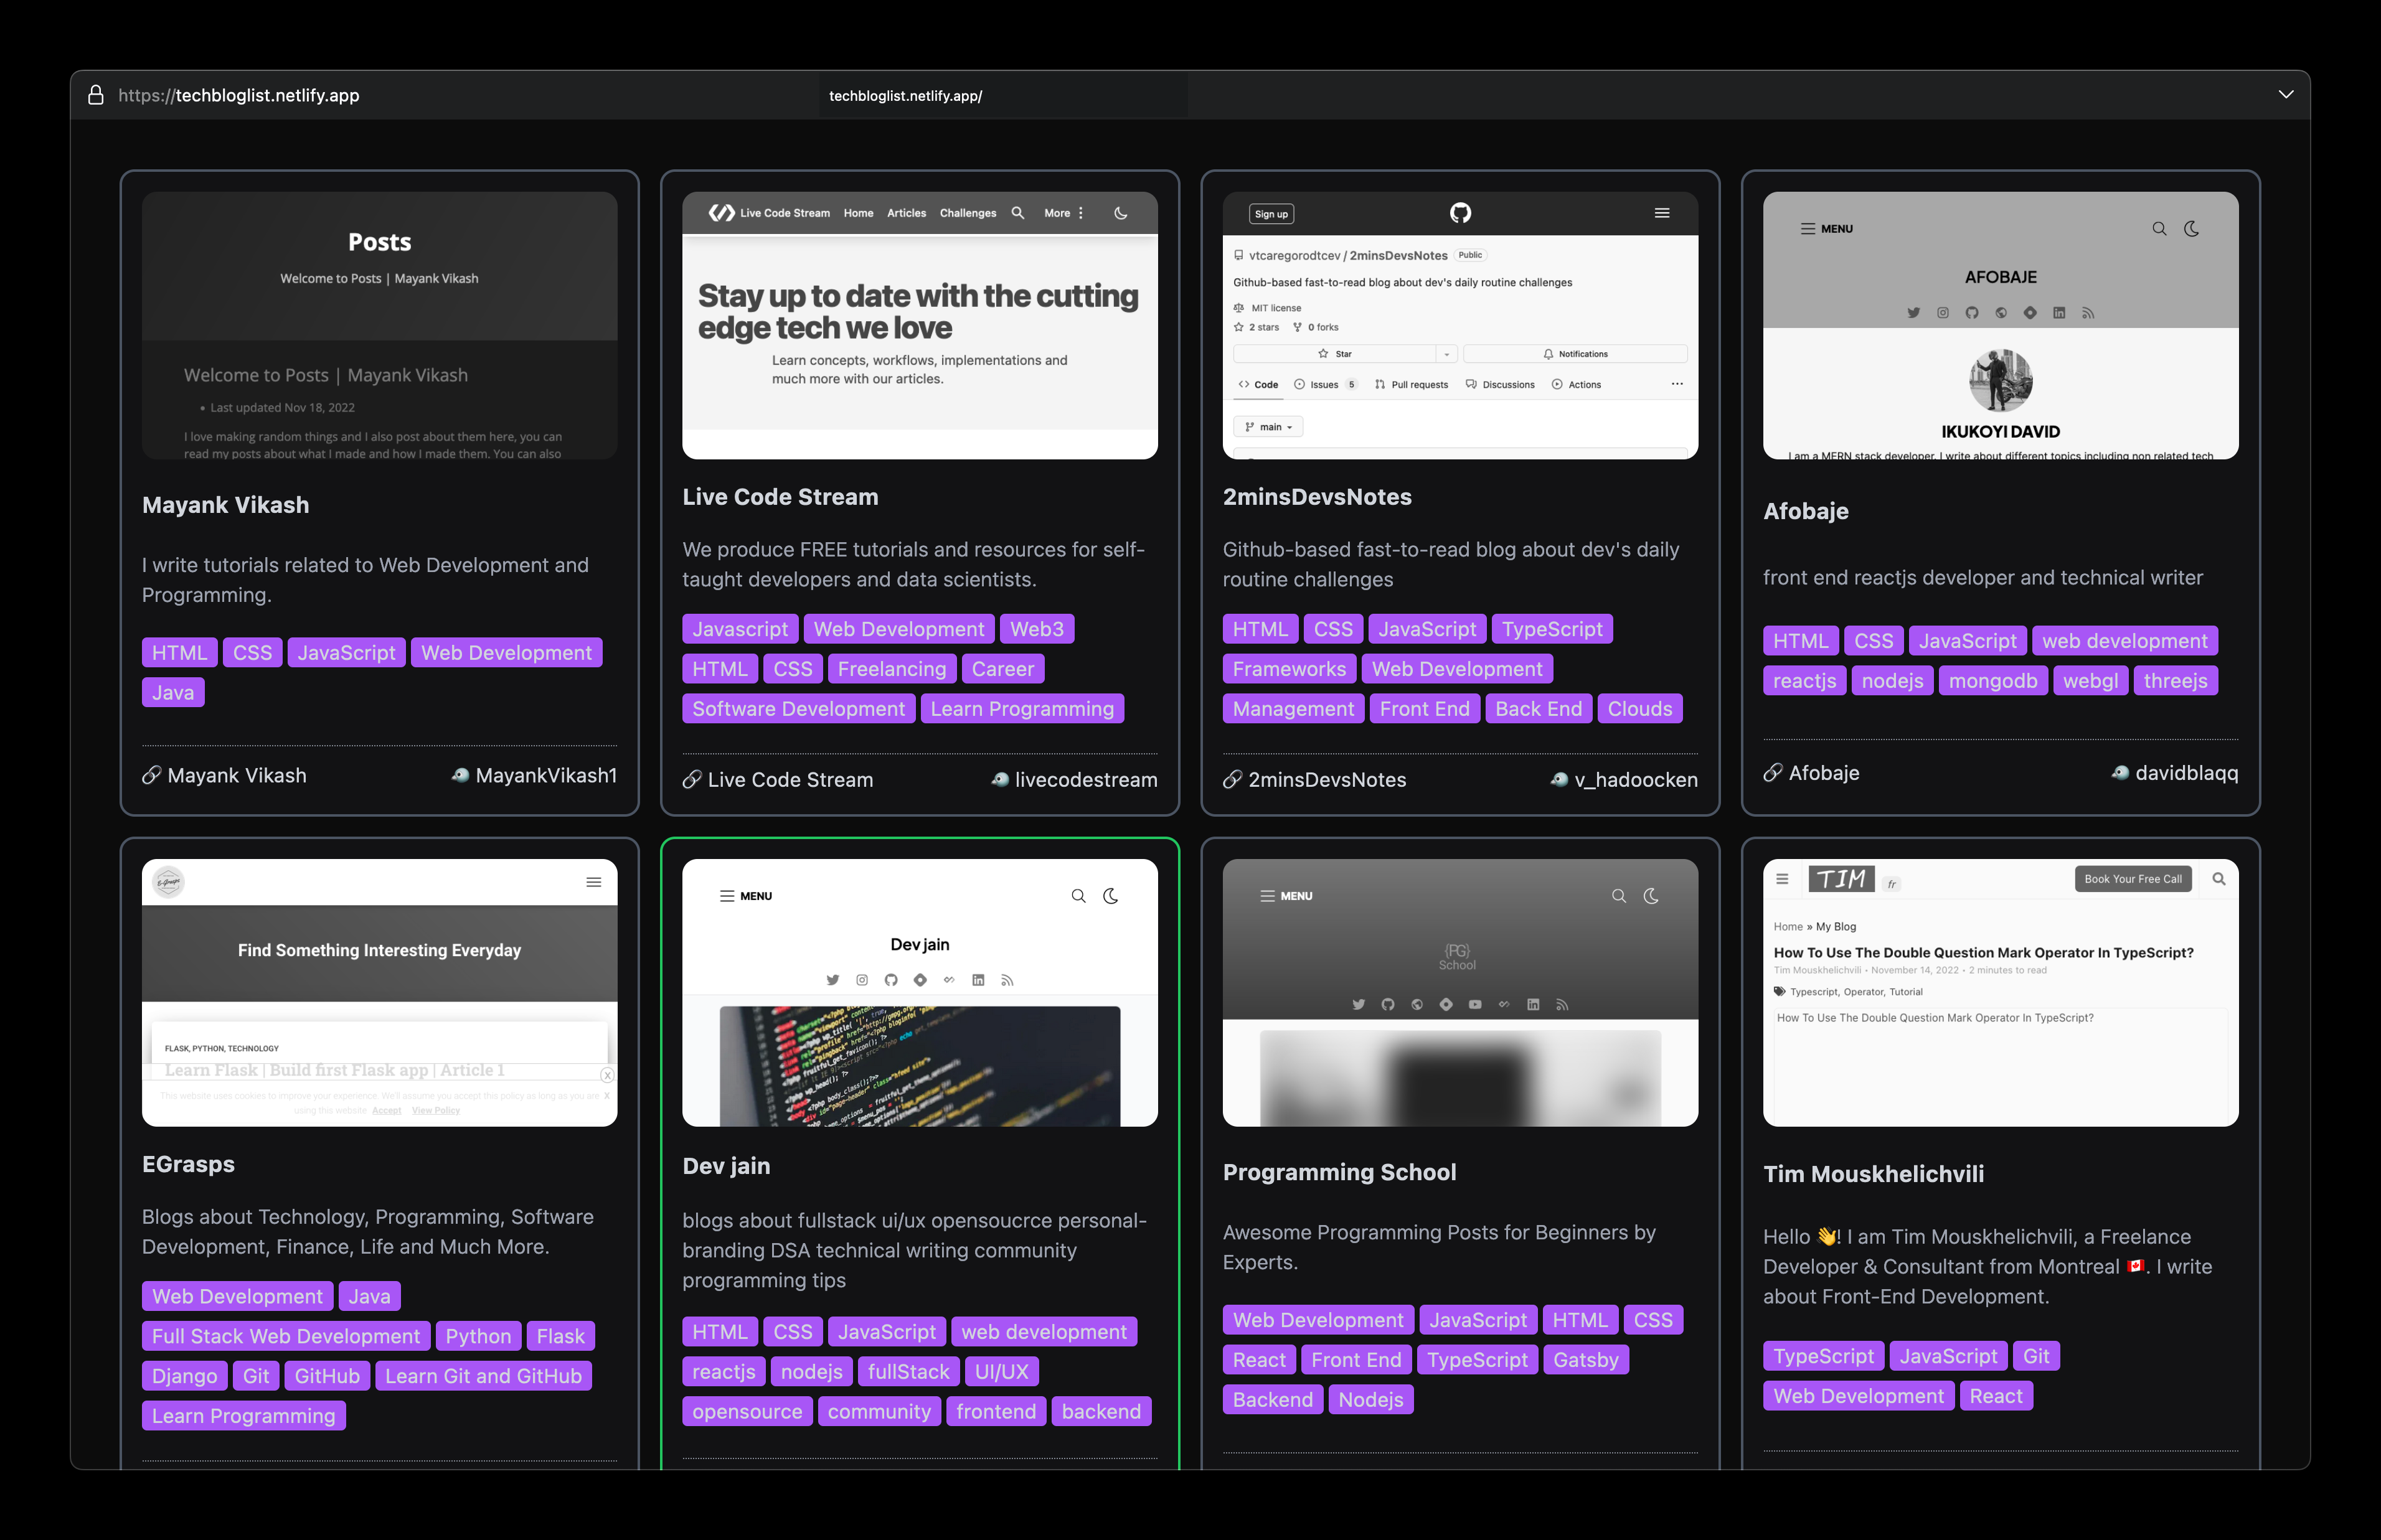 https://techbloglist.netlify.app
techbloglist.netlify.app/
Posts
Welcome to Posts | Mayank Vikash
Welcome to Posts | Mayank Vikash
• Last updated Nov 18, 2022
I love making random things and I also post about them here, you can
read my posts about what I made and how I made them. You can also
Mayank Vikash
I write tutorials related to Web Development and
Programming.
HTML CSS JavaScript Web Development
Java
Mayank Vikash MayankVikash1
Live Code Stream Home Articles Challenges More
Stay up to date with the cutting
edge tech we love
Learn concepts, workflows, implementations and
much more with our articles.
Live Code Stream
We produce FREE tutorials and resources for self-
taught developers and data scientists.
Javascript Web Development Web3
HTML CSS Freelancing Career
Software Development Learn Programming
Live Code Stream livecodestream
Sign up
vtcaregorodtcev / 2minsDevsNotes Public
Github-based fast-to-read blog about dev's daily routine challenges
MIT license
2 stars 0 forks
Star Notifications
Code Issues 5 Pull requests Discussions Actions
main
2minsDevsNotes
Github-based fast-to-read blog about dev's daily
routine challenges
HTML CSS JavaScript TypeScript
Frameworks Web Development
Management Front End Back End Clouds
2minsDevsNotes v_hadoocken
MENU
AFOBAJE
IKUKOYI DAVID
I am a MERN stack developer. I write about different topics including non related tech
Afobaje
front end reactjs developer and technical writer
HTML CSS JavaScript web development
reactjs nodejs mongodb webgl threejs
Afobaje davidblaqq
E-Grasps
Find Something Interesting Everyday
FLASK, PYTHON, TECHNOLOGY
Learn Flask | Build first Flask app | Article 1
This website uses cookies to improve your experience. We'll assume you accept this policy as long as you are X
using this website Accept View Policy
EGrasps
Blogs about Technology, Programming, Software
Development, Finance, Life and Much More.
Web Development Java
Full Stack Web Development Python Flask
Django Git GitHub Learn Git and GitHub
Learn Programming
MENU
Dev jain
Dev jain
blogs about fullstack ui/ux opensoucrce personal-
branding DSA technical writing community
programming tips
HTML CSS JavaScript web development
reactjs nodejs fullStack UI/UX
opensource community frontend backend
MENU
{PG}
School
Programming School
Awesome Programming Posts for Beginners by
Experts.
Web Development JavaScript HTML CSS
React Front End TypeScript Gatsby
Backend Nodejs
TIM fr Book Your Free Call
Home » My Blog
How To Use The Double Question Mark Operator In TypeScript?
Tim Mouskhelichvili • November 14, 2022 • 2 minutes to read
Typescript, Operator, Tutorial
How To Use The Double Question Mark Operator In TypeScript?
Tim Mouskhelichvili
Hello 👋! I am Tim Mouskhelichvili, a Freelance
Developer & Consultant from Montreal 🇨🇦. I write
about Front-End Development.
TypeScript JavaScript Git
Web Development React